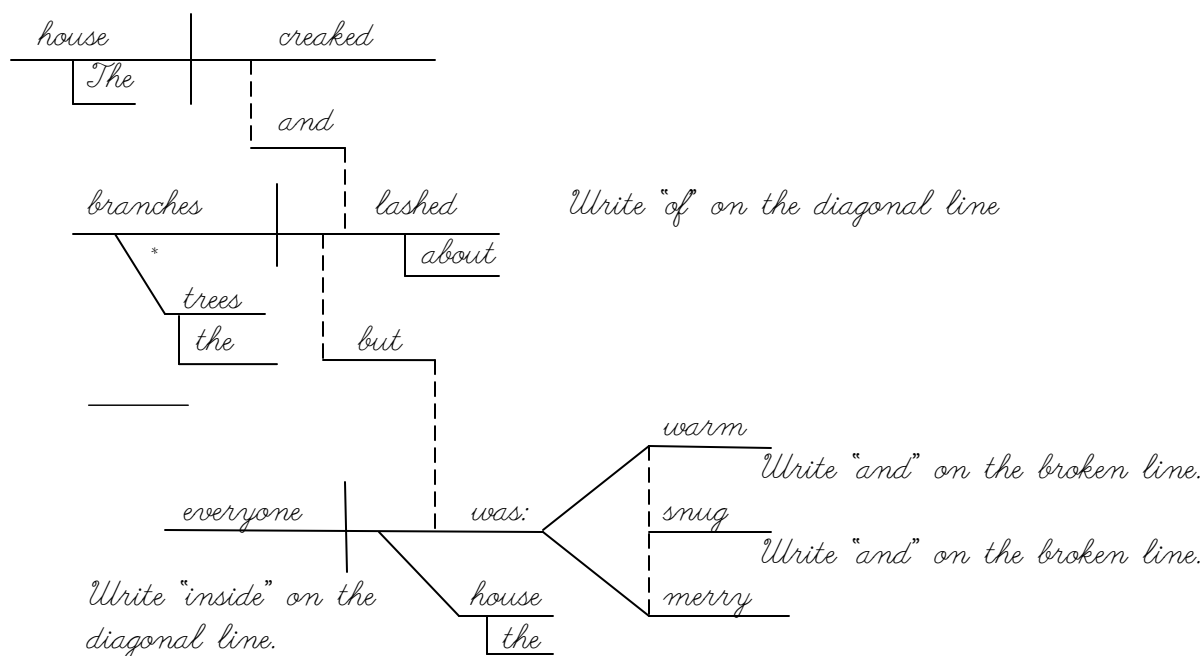 house creaked
The
and
branches lashed Write “of” on the diagonal line
* about
trees
the but
warm
Write “and” on the broken line.
everyone was: snug
Write “and” on the broken line.
Write “inside” on the house merry
diagonal line. the